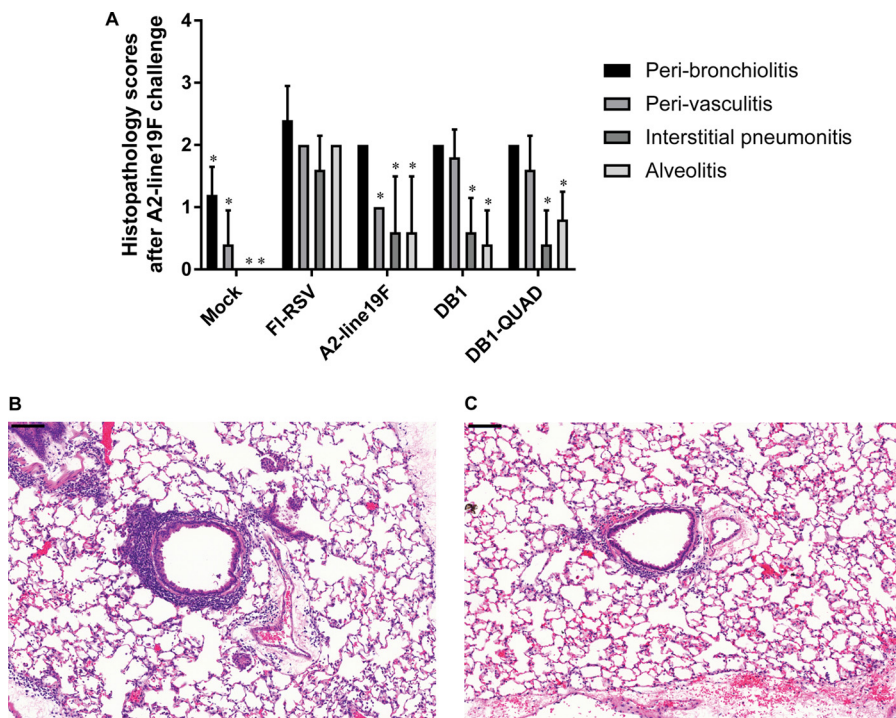 A
Histopathology scores
after A2-line19F challenge
4
3
2
1
0
*
*
* *
*
*
*
*
*
*
*
Mock
FI-RSV
A2-line19F
DB1
DB1-QUAD
Peri-bronchiolitis
Peri-vasculitis
Interstitial pneumonitis
Alveolitis
B
C